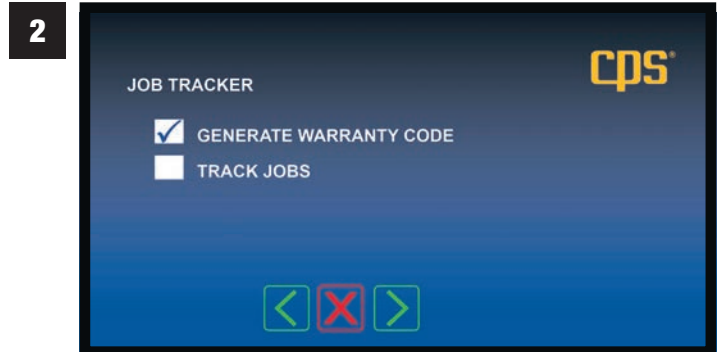 2
cps®
JOB TRACKER
GENERATE WARRANTY CODE
TRACK JOBS